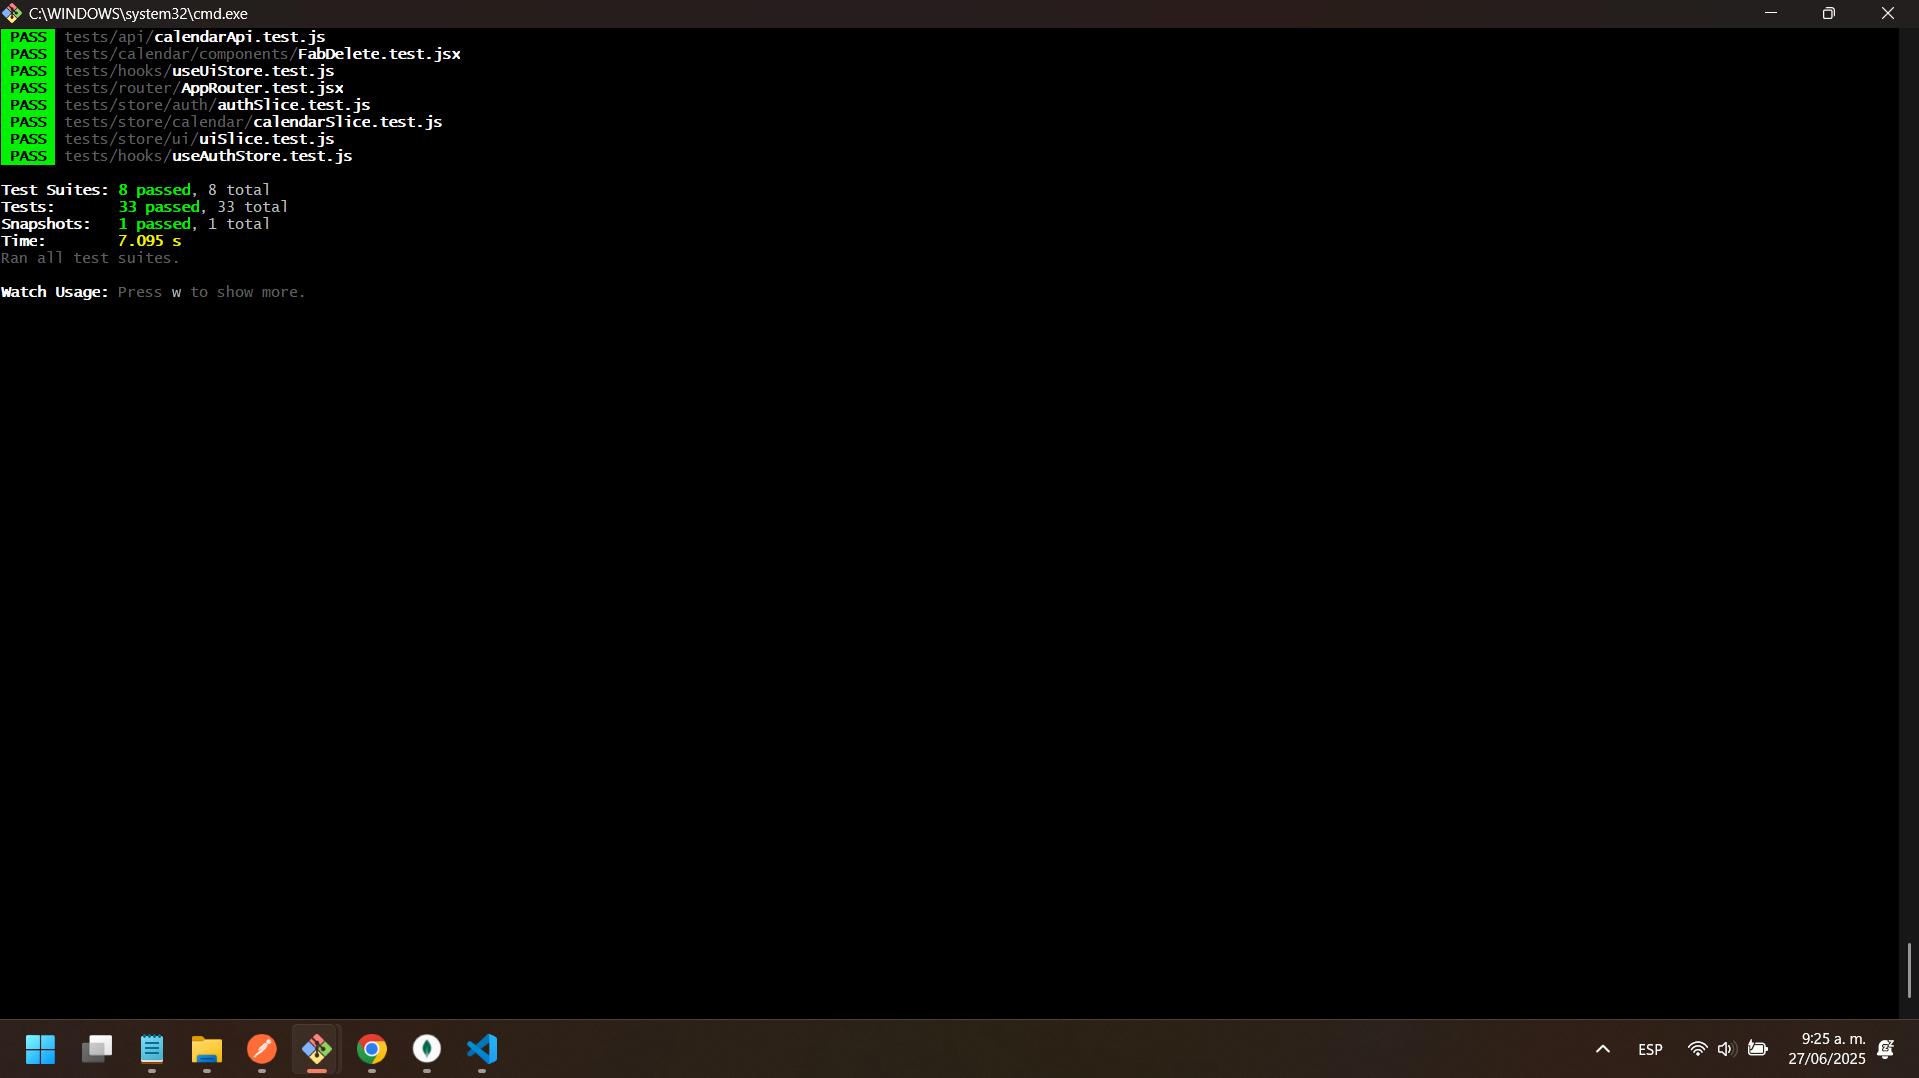 C:\WINDOWS\system32\cmd.exe
PASS tests/api/calendarApi.test.js
PASS tests/calendar/components/FabDelete.test.jsx
PASS tests/hooks/useUiStore.test.js
PASS tests/router/AppRouter.test.jsx
PASS tests/store/auth/authSlice.test.js
PASS tests/store/calendar/calendarSlice.test.js
PASS tests/store/ui/uiSlice.test.js
PASS tests/hooks/useAuthStore.test.js
Test Suites: 8 passed, 8 total
Tests: 33 passed, 33 total
Snapshots: 1 passed, 1 total
Time: 7.095 s
Ran all test suites.
Watch Usage: Press w to show more.
ESP
9:25 a. m.
27/06/2025